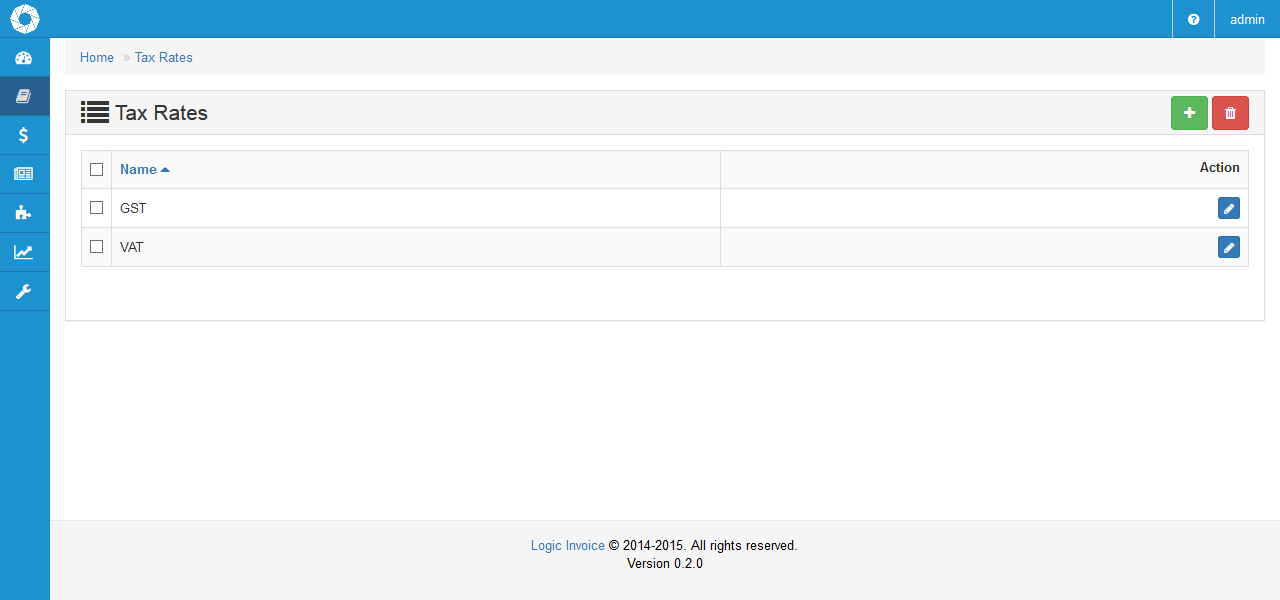 admin
Home » Tax Rates
Tax Rates
Name Action
GST
VAT
Logic Invoice © 2014-2015. All rights reserved.
Version 0.2.0